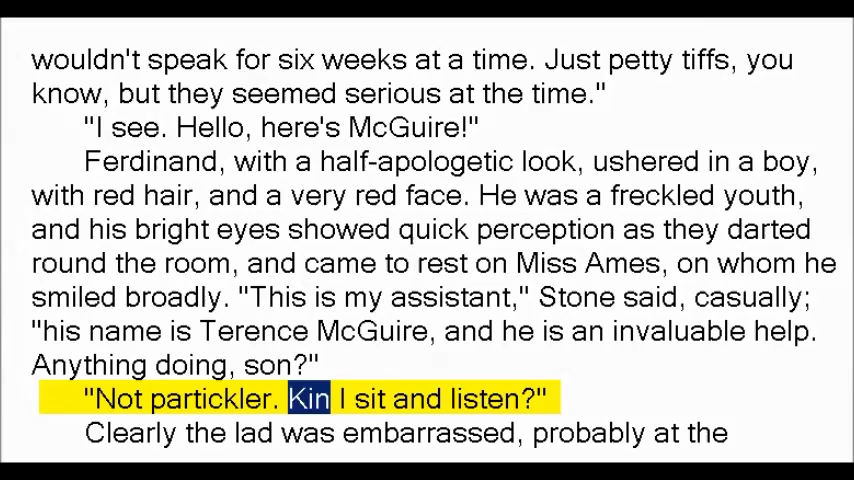 wouldn't speak for six weeks at a time. Just petty tiffs, you
know, but they seemed serious at the time."
"I see. Hello, here's McGuire!"
Ferdinand, with a half-apologetic look, ushered in a boy,
with red hair, and a very red face. He was a freckled youth,
and his bright eyes showed quick perception as they darted
round the room, and came to rest on Miss Ames, on whom he
smiled broadly. "This is my assistant," Stone said, casually;
"his name is Terence McGuire, and he is an invaluable help.
Anything doing, son?"
"Not partickler. Kin I sit and listen?"
Clearly the lad was embarrassed, probably at the